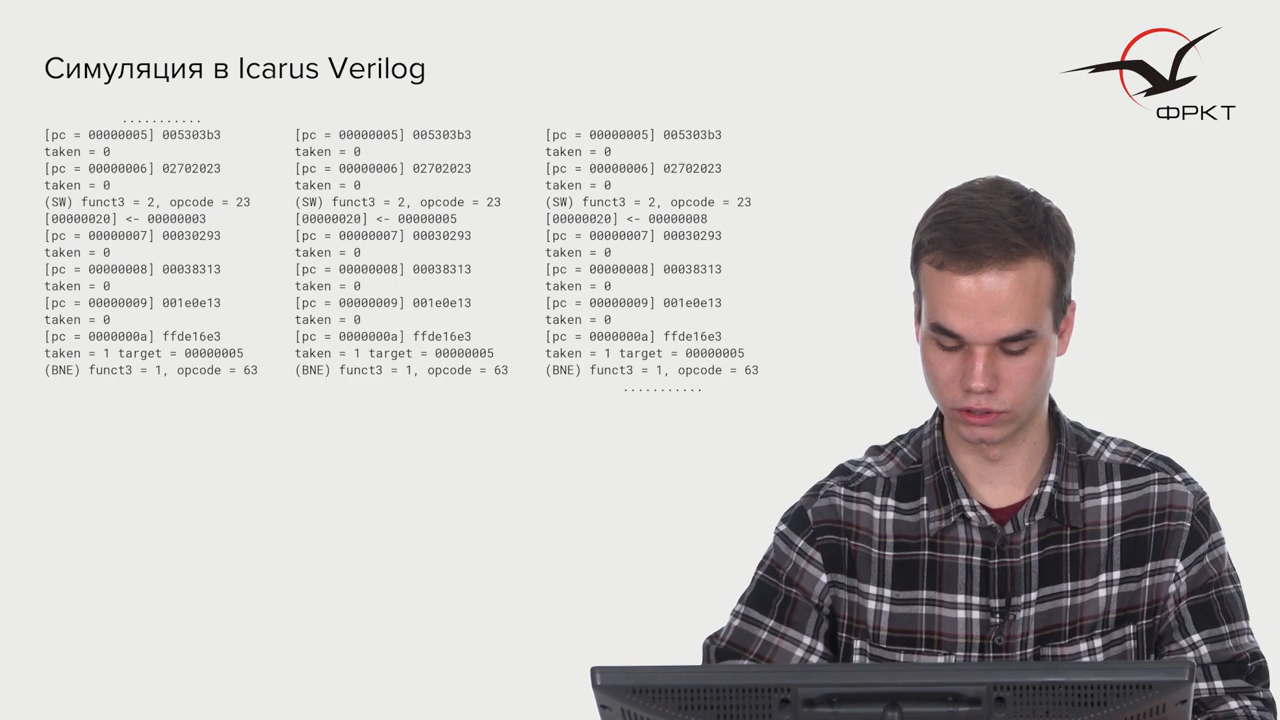 Симуляция в Icarus Verilog
ФРКТ
...........
[pc = 00000005] 005303b3
taken = 0
[pc = 00000006] 02702023
taken = 0
(SW) funct3 = 2, opcode = 23
[00000020] <- 00000003
[pc = 00000007] 00030293
taken = 0
[pc = 00000008] 00038313
taken = 0
[pc = 00000009] 001e0e13
taken = 0
[pc = 0000000a] ffde16e3
taken = 1 target = 00000005
(BNE) funct3 = 1, opcode = 63
[pc = 00000005] 005303b3
taken = 0
[pc = 00000006] 02702023
taken = 0
(SW) funct3 = 2, opcode = 23
[00000020] <- 00000005
[pc = 00000007] 00030293
taken = 0
[pc = 00000008] 00038313
taken = 0
[pc = 00000009] 001e0e13
taken = 0
[pc = 0000000a] ffde16e3
taken = 1 target = 00000005
(BNE) funct3 = 1, opcode = 63
[pc = 00000005] 005303b3
taken = 0
[pc = 00000006] 02702023
taken = 0
(SW) funct3 = 2, opcode = 23
[00000020] <- 00000008
[pc = 00000007] 00030293
taken = 0
[pc = 00000008] 00038313
taken = 0
[pc = 00000009] 001e0e13
taken = 0
[pc = 0000000a] ffde16e3
taken = 1 target = 00000005
(BNE) funct3 = 1, opcode = 63
...........